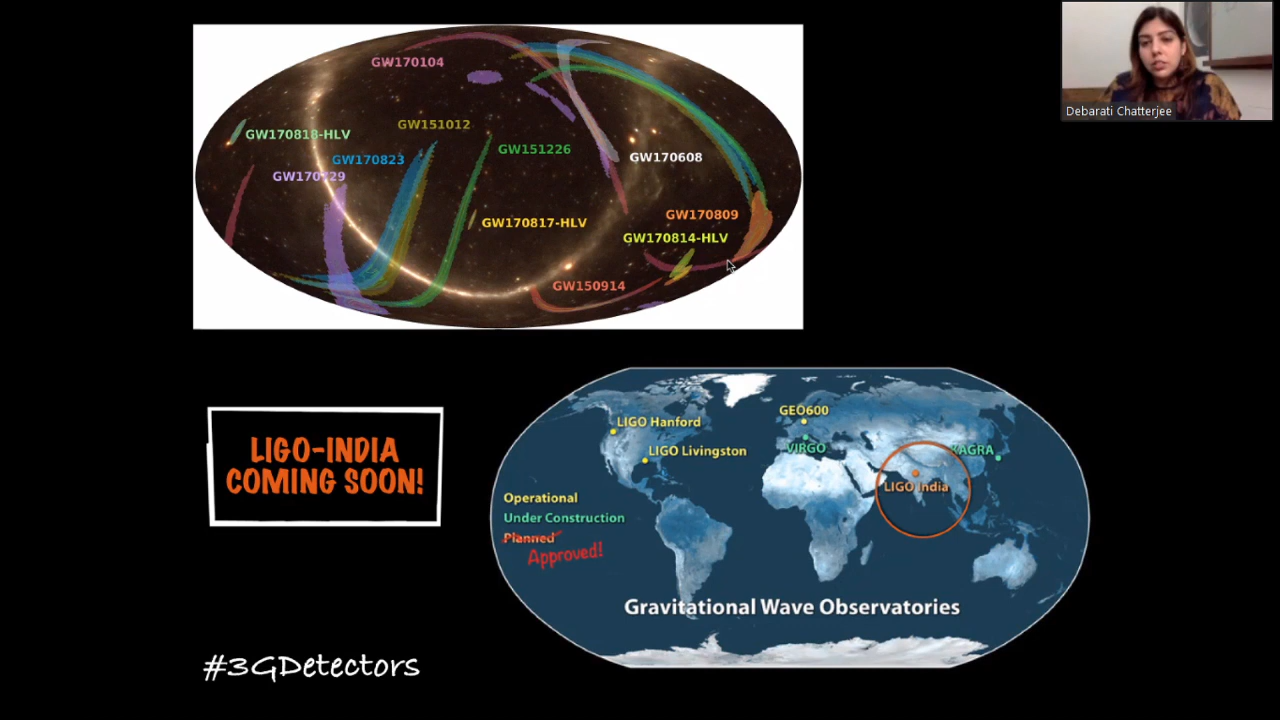 GW170104
GW151012
GW170818-HLV
GW151226
GW170823
GW170608
GW170729
GW170809
GW170817-HLV
GW170814-HLV
GW150914
Debarati Chatterjee
LIGO-INDIA
COMING SOON!
GEO600
LIGO Hanford
VIRGO
KAGRA
LIGO Livingston
LIGO India
Operational
Under Construction
Planned
Approved!
Gravitational Wave Observatories
#3GDetectors